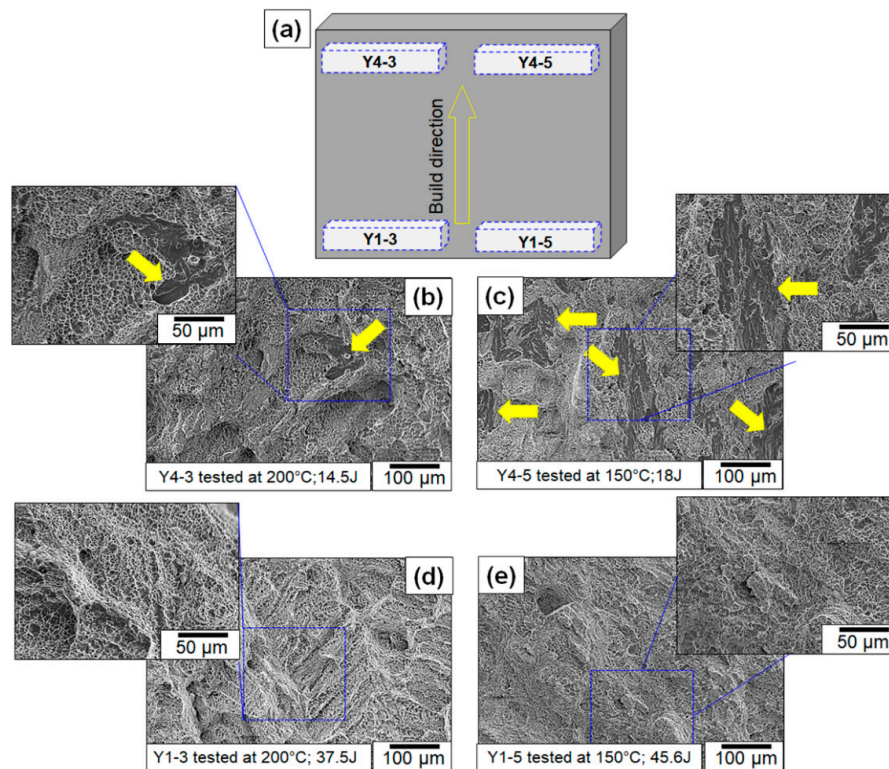 (a)
Y4-3
Y4-5
Build direction
Y1-3
Y1-5
50 µm
(b)
(c)
50 µm
Y4-3 tested at 200°C;14.5J
100 µm
Y4-5 tested at 150°C;18J
100 µm
50 µm
(d)
(e)
50 µm
Y1-3 tested at 200°C; 37.5J
100 µm
Y1-5 tested at 150°C; 45.6J
100 µm